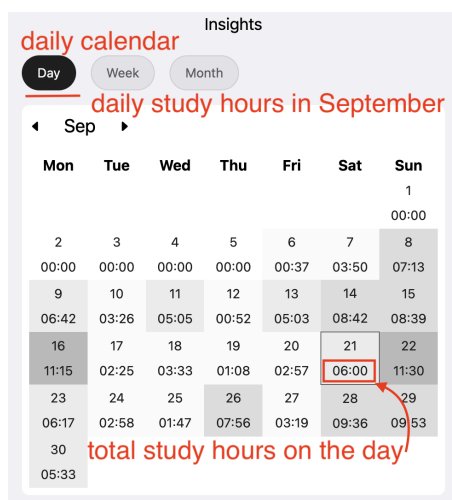 Insights
daily calendar
Day Week Month
daily study hours in September
Sep
Mon Tue Wed Thu Fri Sat Sun
1
00:00
2 3 4 5 6 7 8
00:00 00:00 00:00 00:00 00:37 03:50 07:13
9 10 11 12 13 14 15
06:42 03:26 05:05 00:52 05:03 08:42 08:39
16 17 18 19 20 21 22
11:15 02:25 03:33 01:08 02:57 06:00 11:30
23 24 25 26 27 28 29
06:17 02:58 01:47 07:56 03:19 09:36 09:53
total study hours on the day
30
05:33